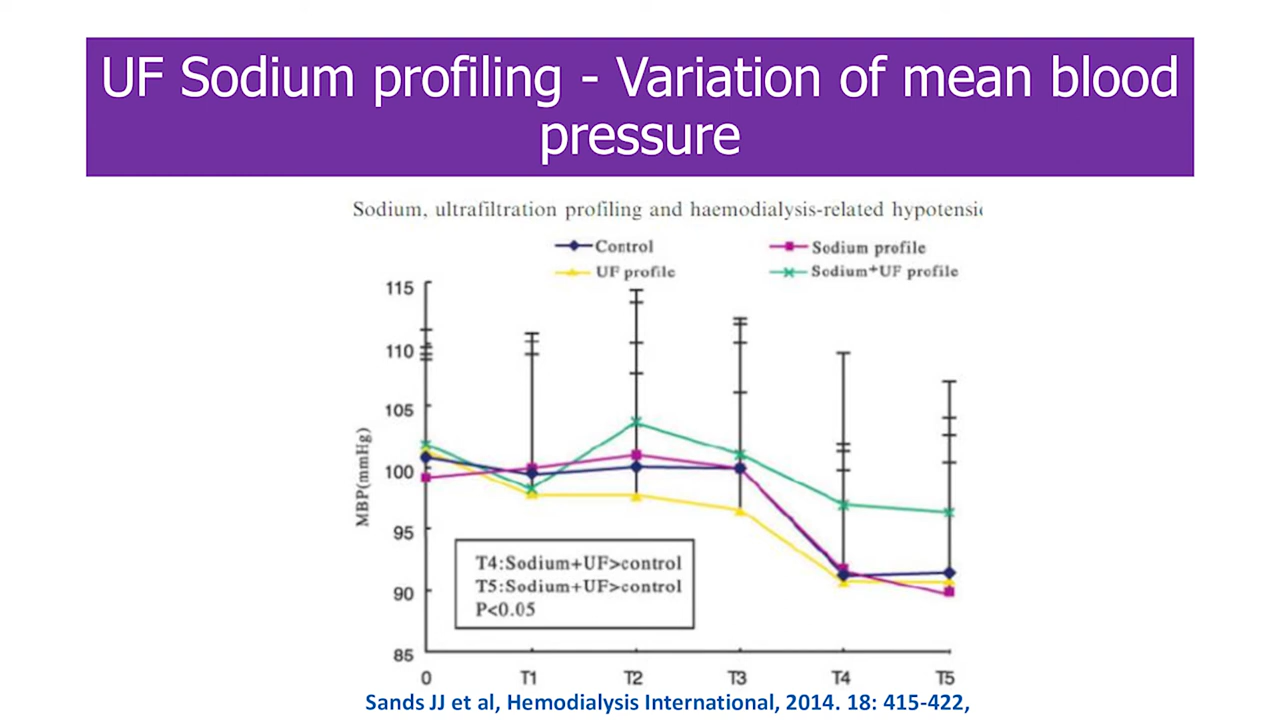 UF Sodium profiling - Variation of mean blood
pressure
Sodium, ultrafiltration profiling and haemodialysis-related hypotensi
Control
Sodium profile
UF profile
Sodium+UF profile
115
110
105
100
95
90
85
MBP(mmHg)
T4:Sodium+UF>control
T5:Sodium+UF>control
P<0.05
0 T1 T2 T3 T4 T5
Sands JJ et al, Hemodialysis International, 2014. 18: 415-422,